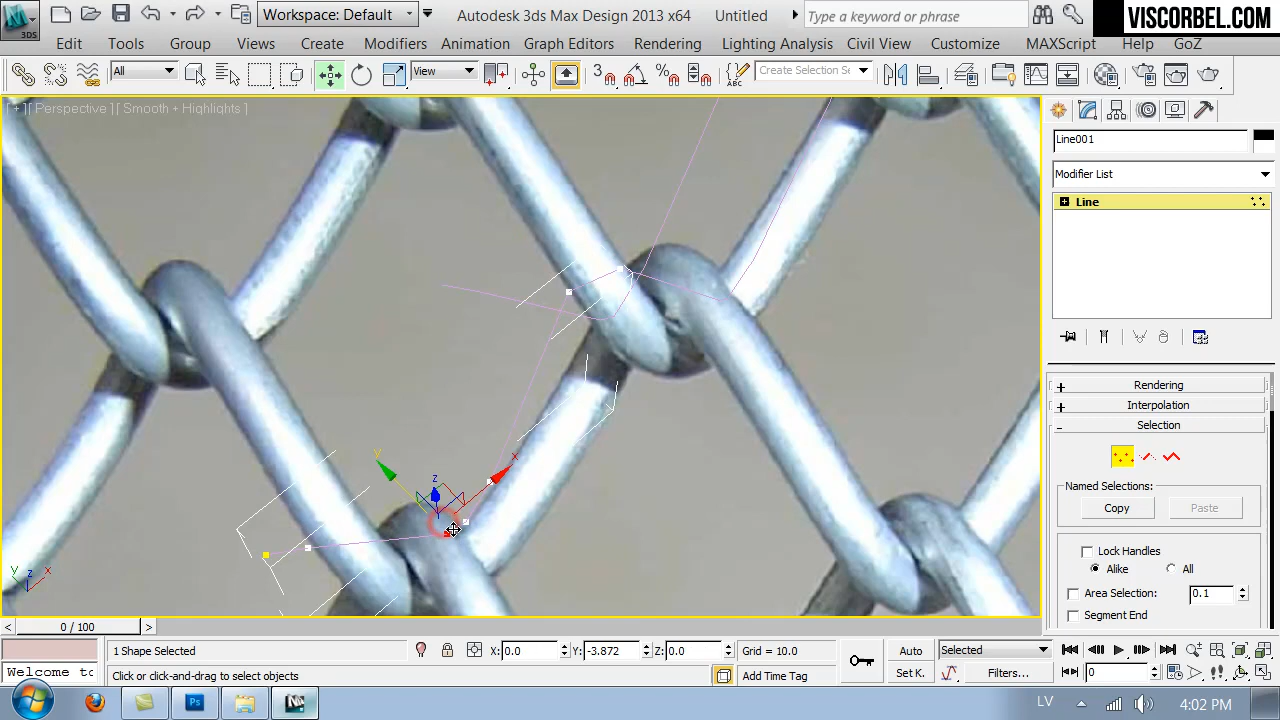 Workspace: Default
Autodesk 3ds Max Design 2013 x64
Untitled
Type a keyword or phrase
VISCORBEL.COM
3DS
Edit Tools Group Views Create Modifiers Animation Graph Editors Rendering Lighting Analysis Civil View Customize MAXScript Help GoZ
All
View
3
ABC
Create Selection Se
[ + ][ Perspective ][ Smooth + Highlights ]
Line001
Modifier List
Line
+ Rendering
+ Interpolation
- Selection
Named Selections:
Copy
Paste
Lock Handles
Alike
All
Area Selection: 0.1
Segment End
Y
Z
X
Y
Z
X
< 0 / 100 >
1 Shape Selected
X: 0.0
Y: -3.872
Z: 0.0
Grid = 10.0
Auto
Selected
Welcome to
Click or click-and-drag to select objects
Add Time Tag
Set K.
Filters...
0
Ps
LV
4:02 PM